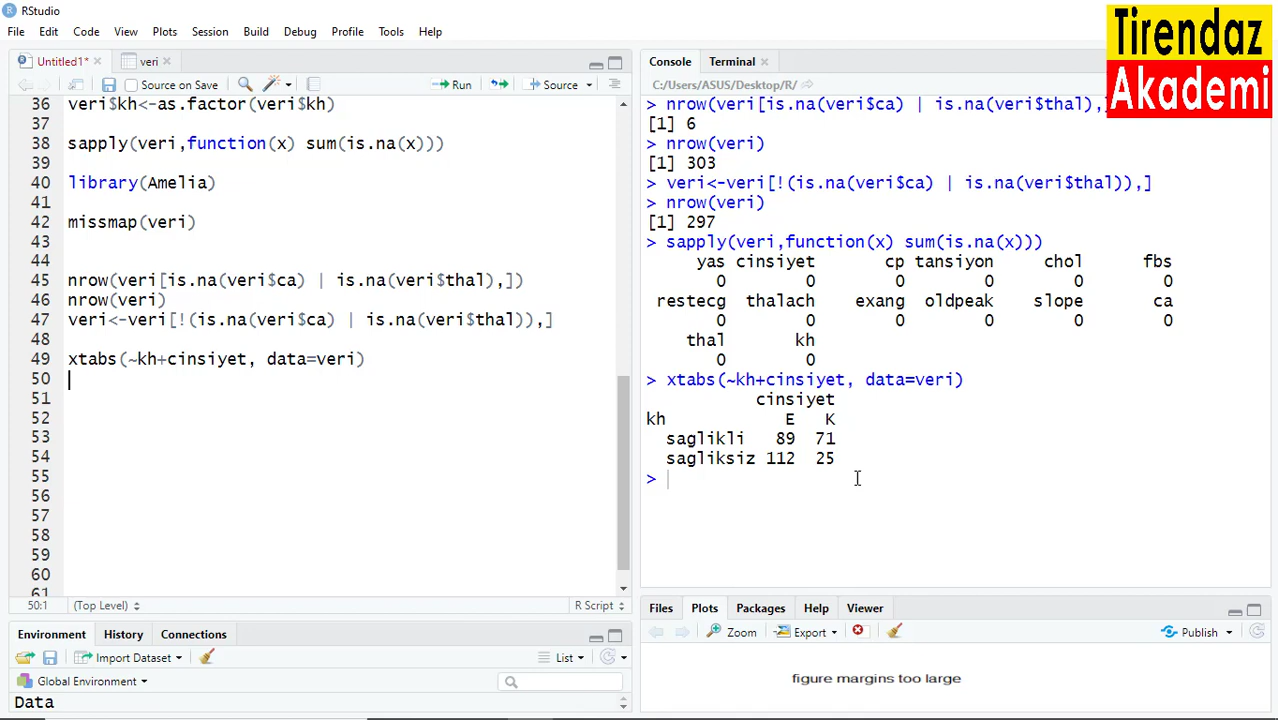 RStudio
File Edit Code View Plots Session Build Debug Profile Tools Help
Tirendaz
Akademi
Untitled1* × veri ×
Source on Save Run Source
36 veri$kh<-as.factor(veri$kh)
37
38 sapply(veri,function(x) sum(is.na(x)))
39
40 library(Amelia)
41
42 missmap(veri)
43
44
45 nrow(veri[is.na(veri$ca) | is.na(veri$thal),])
46 nrow(veri)
47 veri<-veri[!(is.na(veri$ca) | is.na(veri$thal)),]
48
49 xtabs(~kh+cinsiyet, data=veri)
50
51
52
53
54
55
56
57
58
59
60
61
50:1 (Top Level) R Script
Environment History Connections
Import Dataset List
Global Environment
Data
Console Terminal ×
C:/Users/ASUS/Desktop/R/
> nrow(veri[is.na(veri$ca) | is.na(veri$thal),
[1] 6
> nrow(veri)
[1] 303
> veri<-veri[!(is.na(veri$ca) | is.na(veri$thal)),]
> nrow(veri)
[1] 297
> sapply(veri,function(x) sum(is.na(x)))
yas cinsiyet cp tansiyon chol fbs
0 0 0 0 0 0
restecg thalach exang oldpeak slope ca
0 0 0 0 0 0
thal kh
0 0
> xtabs(~kh+cinsiyet, data=veri)
cinsiyet
kh E K
saglikli 89 71
sagliksiz 112 25
>
Files Plots Packages Help Viewer
Zoom Export Publish
figure margins too large